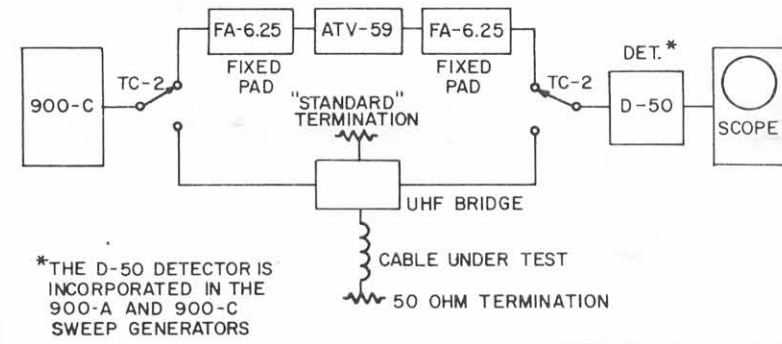 FA-6.25
ATV-59
FA-6.25
FIXED
PAD
FIXED
PAD
DET.*
TC-2
TC-2
900-C
D-50
SCOPE
"STANDARD"
TERMINATION
UHF BRIDGE
CABLE UNDER TEST
50 OHM TERMINATION
*THE D-50 DETECTOR IS
INCORPORATED IN THE
900-A AND 900-C
SWEEP GENERATORS